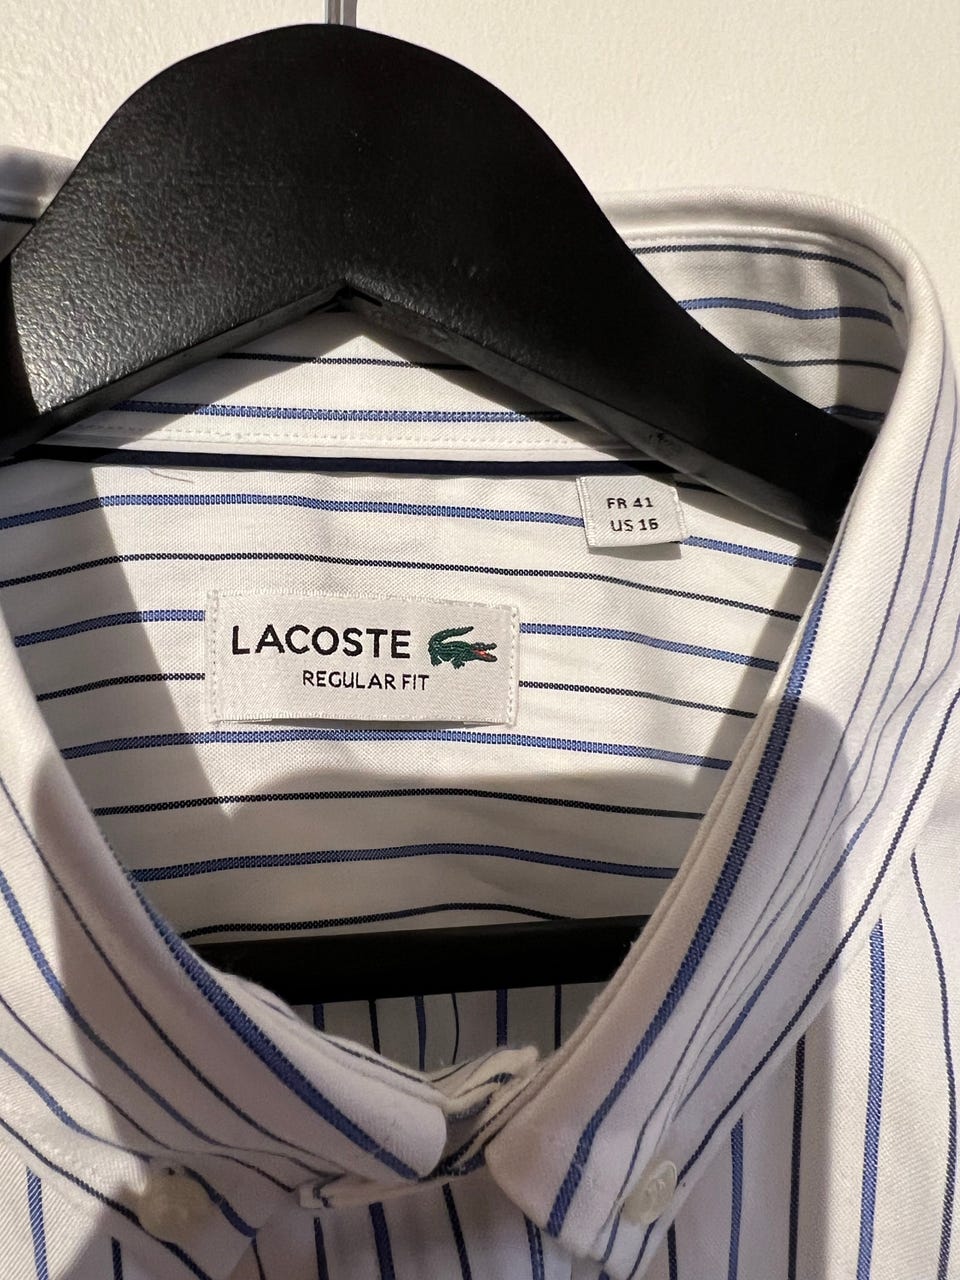 FR 41
US 16
LACOSTE
REGULAR FIT